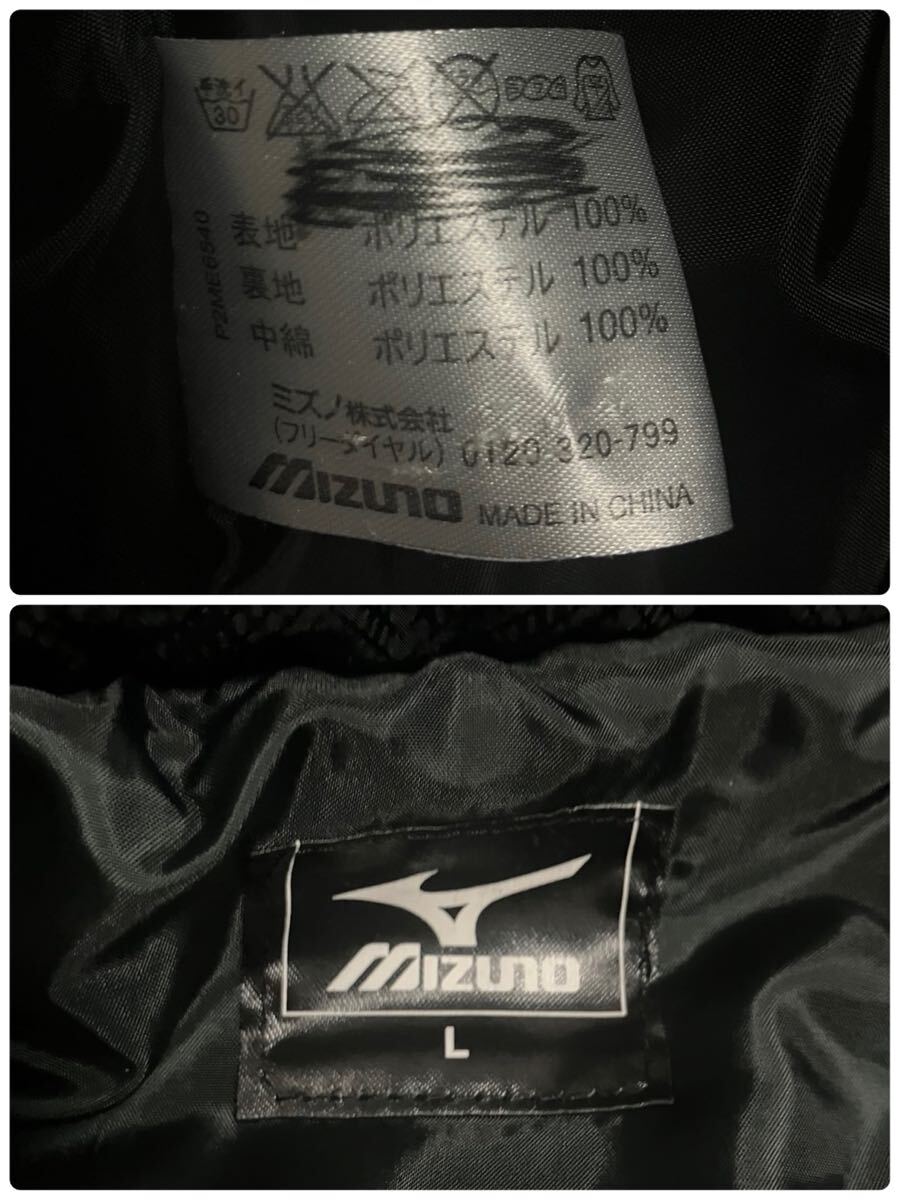 手洗イ
30
P2ME6540
表地 ポリエステル 100%
裏地 ポリエステル 100%
中綿 ポリエステル 100%
ミズノ株式会社
(フリーダイヤル) 0120-320-799
MIZUNO MADE IN CHINA
MIZUNO
L